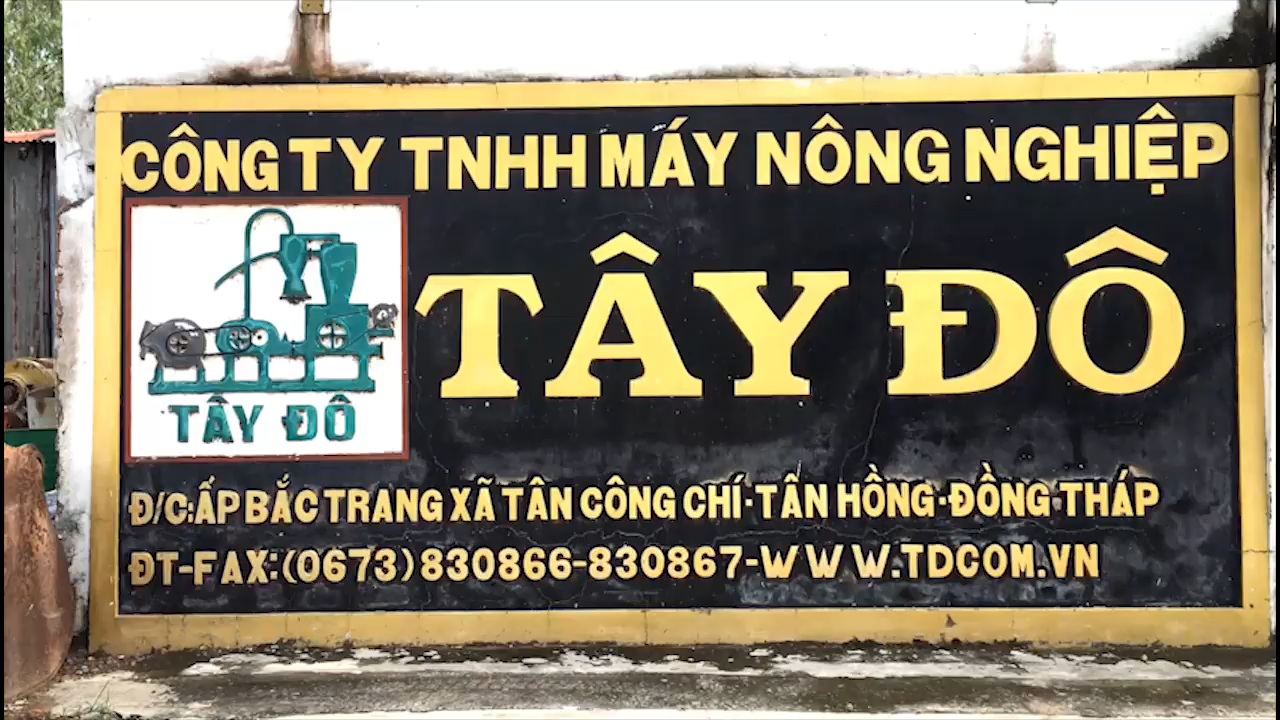 CÔNG TY TNHH MÁY NÔNG NGHIỆP
TÂY ĐÔ
TÂY ĐÔ
Đ/C:ẤP BẮC TRANG XÃ TÂN CÔNG CHÍ-TÂN HỒNG-ĐỒNG THÁP
ĐT-FAX:(0673)830866-830867-WWW.TDCOM.VN